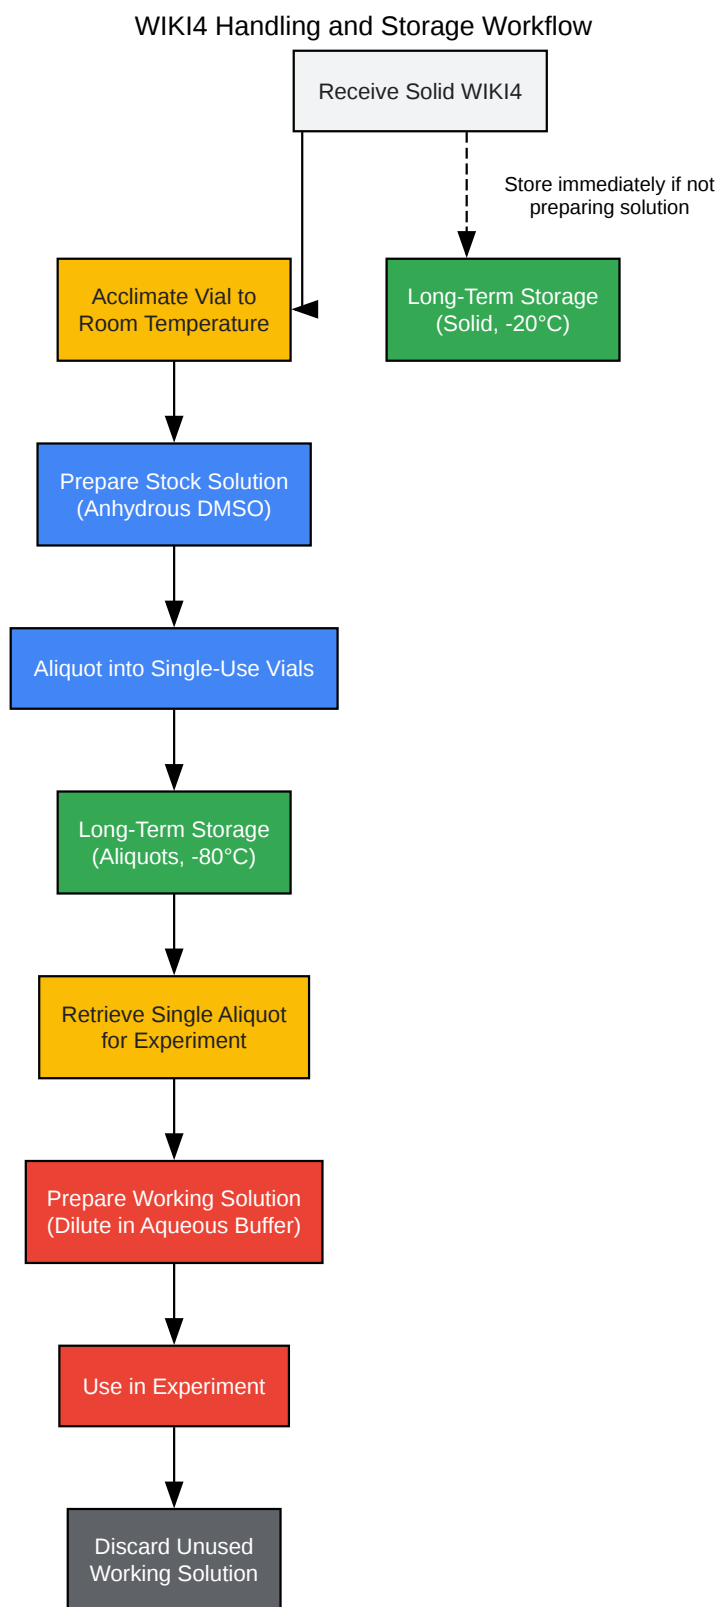 WIKI4 Handling and Storage Workflow
Receive Solid WIKI4
Store immediately if not
preparing solution
Acclimate Vial to
Room Temperature
Long-Term Storage
(Solid, -20°C)
Prepare Stock Solution
(Anhydrous DMSO)
Aliquot into Single-Use Vials
Long-Term Storage
(Aliquots, -80°C)
Retrieve Single Aliquot
for Experiment
Prepare Working Solution
(Dilute in Aqueous Buffer)
Use in Experiment
Discard Unused
Working Solution